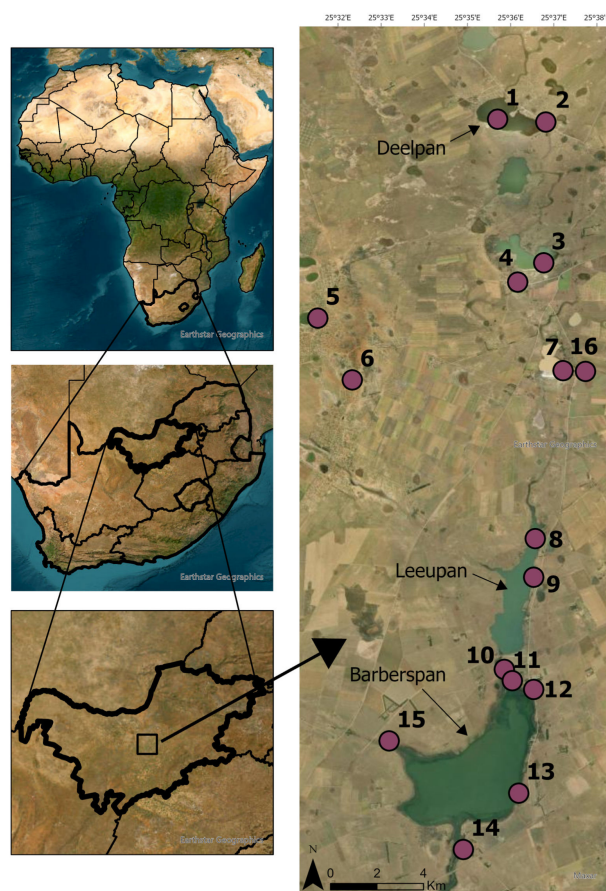 25°32'E 25°33'E 25°34'E 25°35'E 25°36'E 25°37'E 25°38'E
Earthstar Geographics
Earthstar Geographics
Earthstar Geographics
1 2
Deelpan
3
4
5
6
7 16
Earthstar Geographics
8
Leeupan
9
10 11
Barberspan
12
15
13
14
N
0 2 4
Km